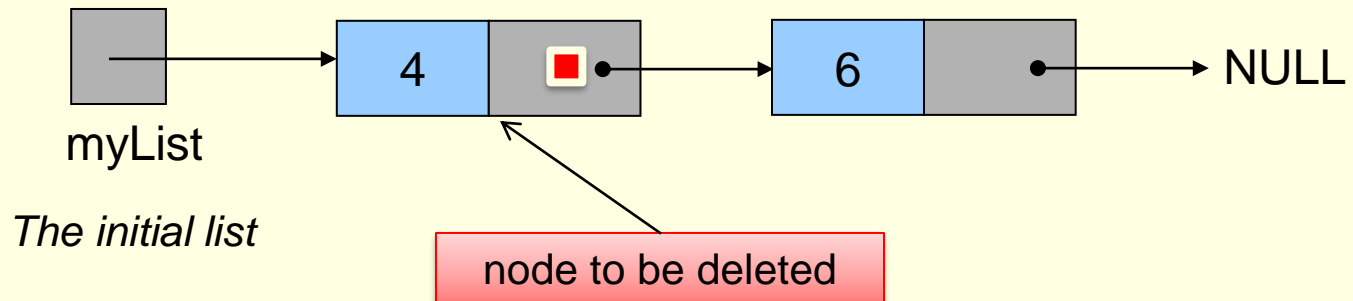 4
6
NULL
myList
The initial list
node to be deleted